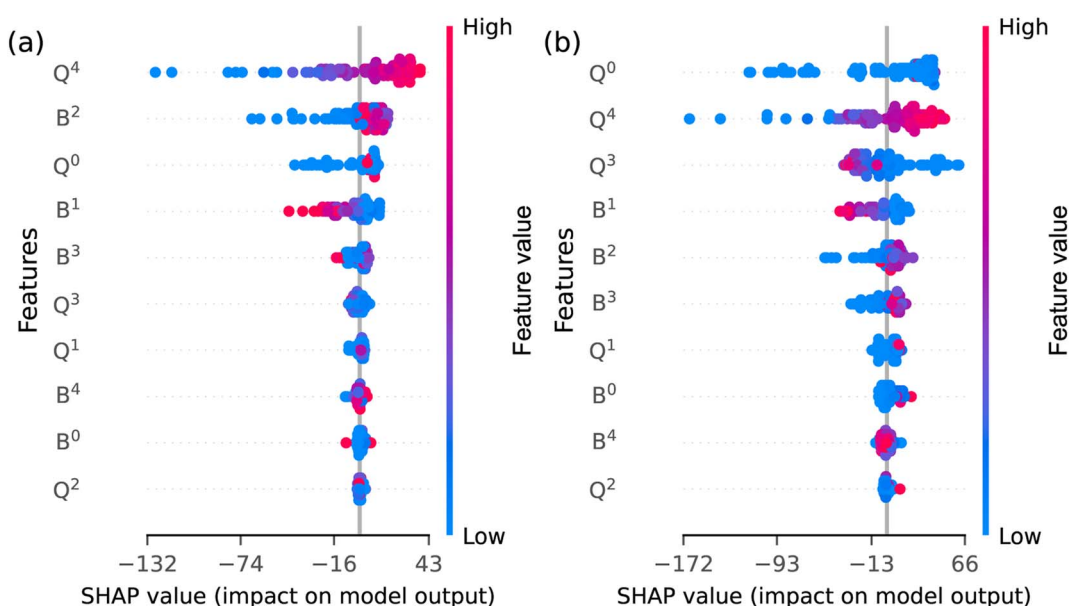 (a)
High
Q⁴
B²
Q⁰
B¹
B³
Q³
Q¹
B⁴
B⁰
Q²
Features
Feature value
Low
−132 −74 −16 43
SHAP value (impact on model output)
(b)
High
Q⁰
Q⁴
Q³
B¹
B²
B³
Q¹
B⁰
B⁴
Q²
Features
Feature value
Low
−172 −93 −13 66
SHAP value (impact on model output)